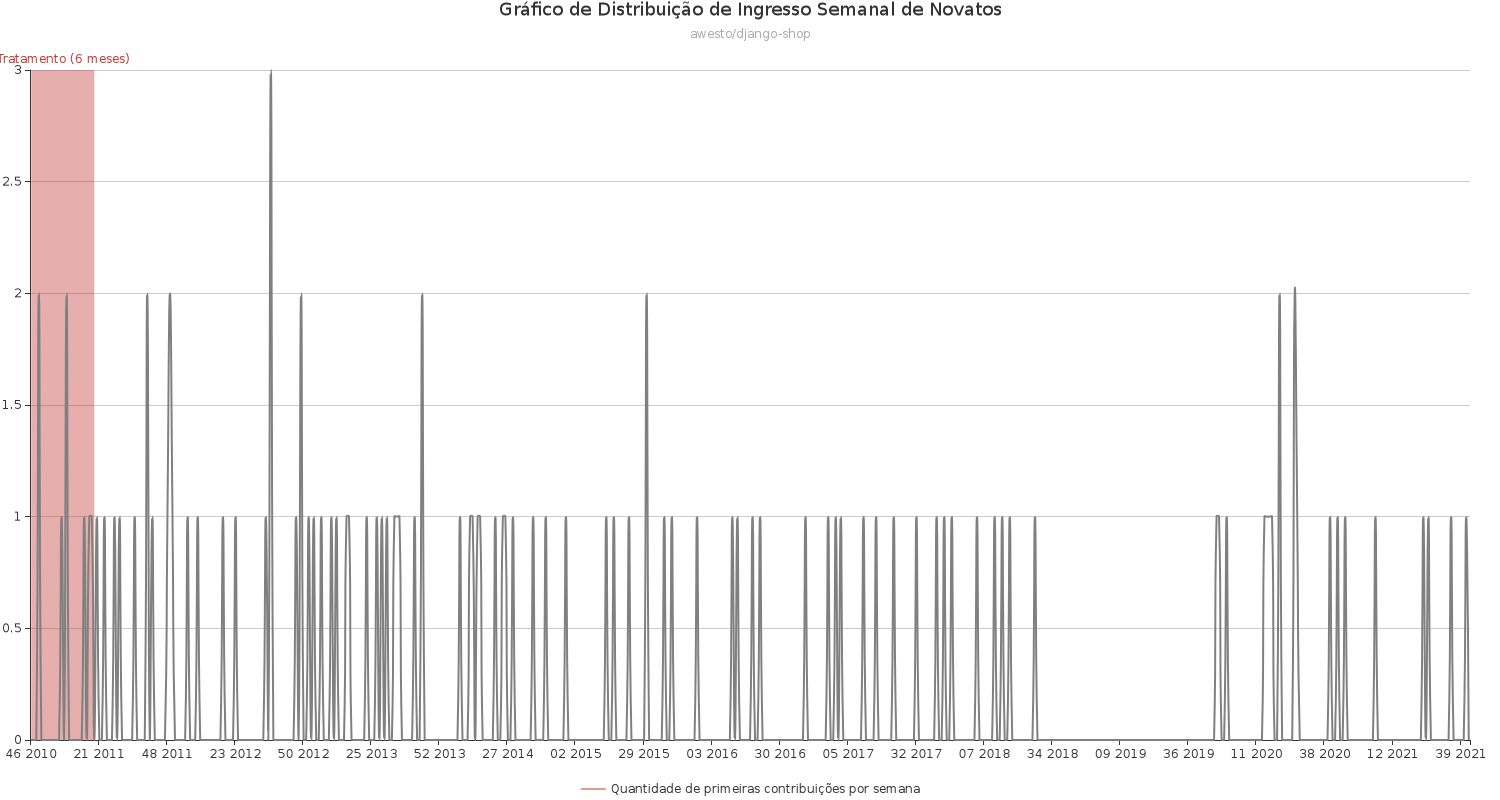 Gráfico de Distribuição de Ingresso Semanal de Novatos
awesto/django-shop
Tratamento (6 meses)
3
2.5
2
1.5
1
0.5
0
46 2010 21 2011 48 2011 23 2012 50 2012 25 2013 52 2013 27 2014 02 2015 29 2015 03 2016 30 2016 05 2017 32 2017 07 2018 34 2018 09 2019 36 2019 11 2020 38 2020 12 2021 39 2021
Quantidade de primeiras contribuições por semana